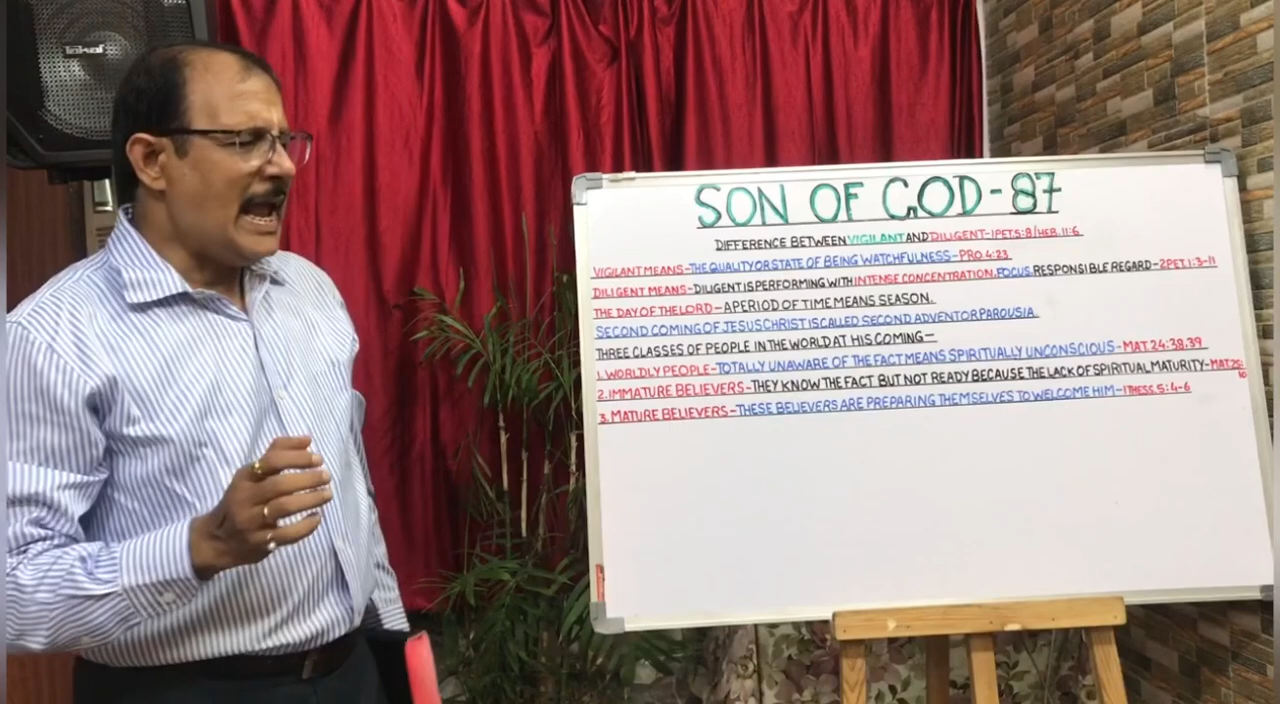 Tokai
SON OF GOD-87
DIFFERENCE BETWEEN VIGILANT AND DILIGENT-1PET.5:8/HEB.11:6
VIGILANT MEANS-THE QUALITY OR STATE OF BEING WATCHFULNESS-PRO.4:23
DILIGENT MEANS-DILIGENT IS PERFORMING WITH INTENSE CONCENTRATION, FOCUS, RESPONSIBLE REGARD-2PET.1:3-11
THE DAY OF THE LORD-A PERIOD OF TIME MEANS SEASON.
SECOND COMING OF JESUS CHRIST IS CALLED SECOND ADVENT OR PAROUSIA.
THREE CLASSES OF PEOPLE IN THE WORLD AT HIS COMING-
1. WORLDLY PEOPLE-TOTALLY UNAWARE OF THE FACT MEANS SPIRITUALLY UNCONSCIOUS-MAT.24:38,39
2. IMMATURE BELIEVERS-THEY KNOW THE FACT BUT NOT READY BECAUSE THE LACK OF SPIRITUAL MATURITY-MAT.25:
10
3. MATURE BELIEVERS-THESE BELIEVERS ARE PREPARING THEMSELVES TO WELCOME HIM-1THESS.5:4-6